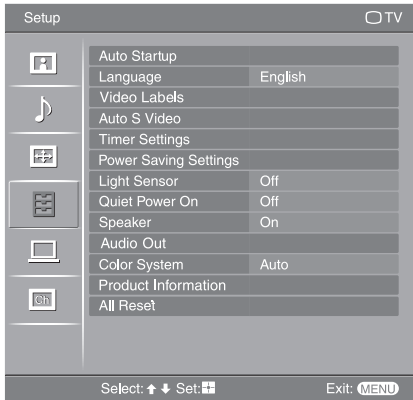 Setup TV
Auto Startup
Language English
Video Labels
Auto S Video
Timer Settings
Power Saving Settings
Light Sensor Off
Quiet Power On Off
Speaker On
Audio Out
Color System Auto
Product Information
All Reset
Ch
Select: Set: Exit: MENU